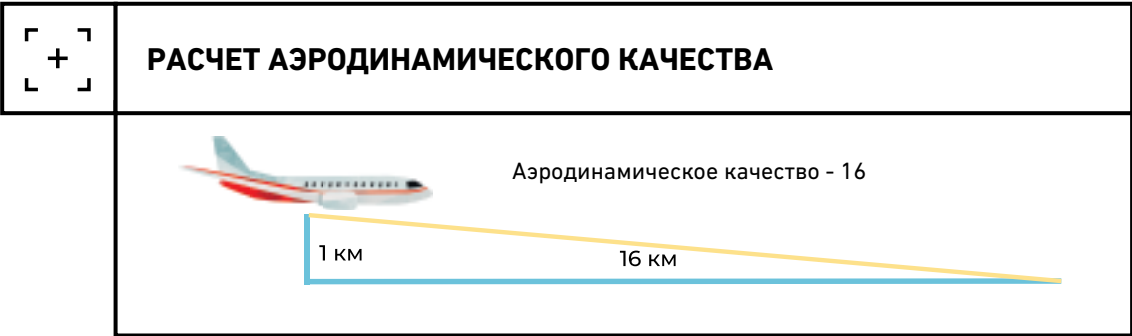 РАСЧЕТ АЭРОДИНАМИЧЕСКОГО КАЧЕСТВА
Аэродинамическое качество - 16
1 км
16 км